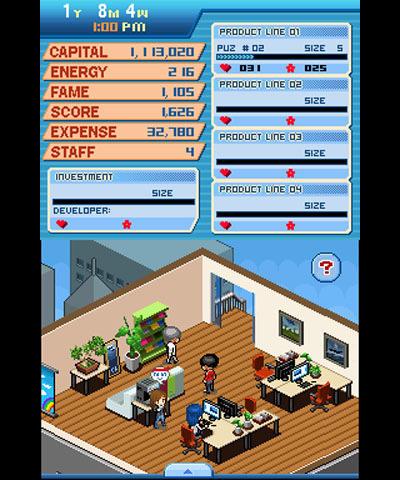 1Y 8M 4W
1:00 PM
CAPITAL 1,113,020
ENERGY 216
FAME 1,105
SCORE 1,626
EXPENSE 32,780
STAFF 4
INVESTMENT
SIZE
DEVELOPER:
PRODUCT LINE 01
PUZ #02 SIZE S
031 025
PRODUCT LINE 02
SIZE
PRODUCT LINE 03
SIZE
PRODUCT LINE 04
SIZE
?